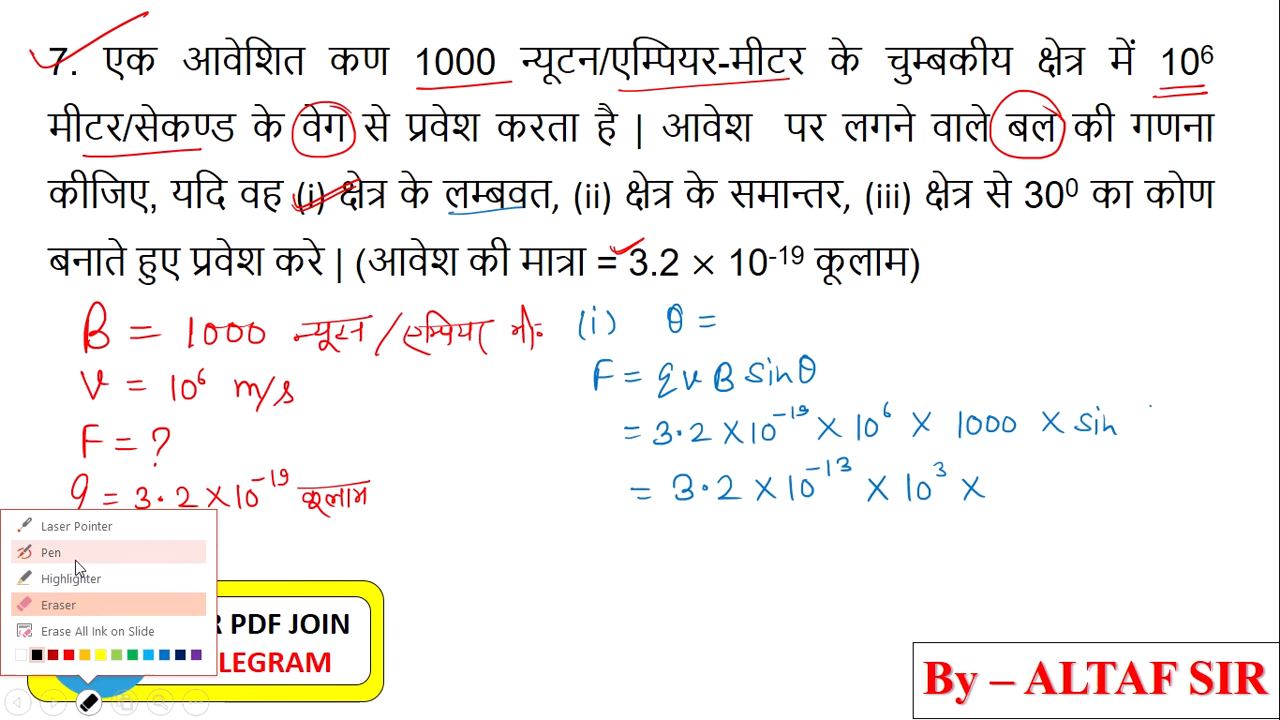 7. एक आवेशित कण 1000 न्यूटन/एम्पियर-मीटर के चुम्बकीय क्षेत्र में 10⁶
मीटर/सेकण्ड के वेग से प्रवेश करता है | आवेश पर लगने वाले बल की गणना
कीजिए, यदि वह (i) क्षेत्र के लम्बवत, (ii) क्षेत्र के समान्तर, (iii) क्षेत्र से 30⁰ का कोण
बनाते हुए प्रवेश करे | (आवेश की मात्रा = 3.2 × 10⁻¹⁹ कूलाम)
B = 1000 न्यूटन/एम्पियर मी॰
v = 10⁶ m/s
F = ?
q = 3.2 × 10⁻¹⁹ कूलाम
(i) θ =
F = qvB sinθ
= 3.2 × 10⁻¹⁹ × 10⁶ × 1000 × sin
= 3.2 × 10⁻¹³ × 10³ ×
Laser Pointer
Pen
Highlighter
Eraser
Erase All Ink on Slide
R PDF JOIN
LEGRAM
By – ALTAF SIR